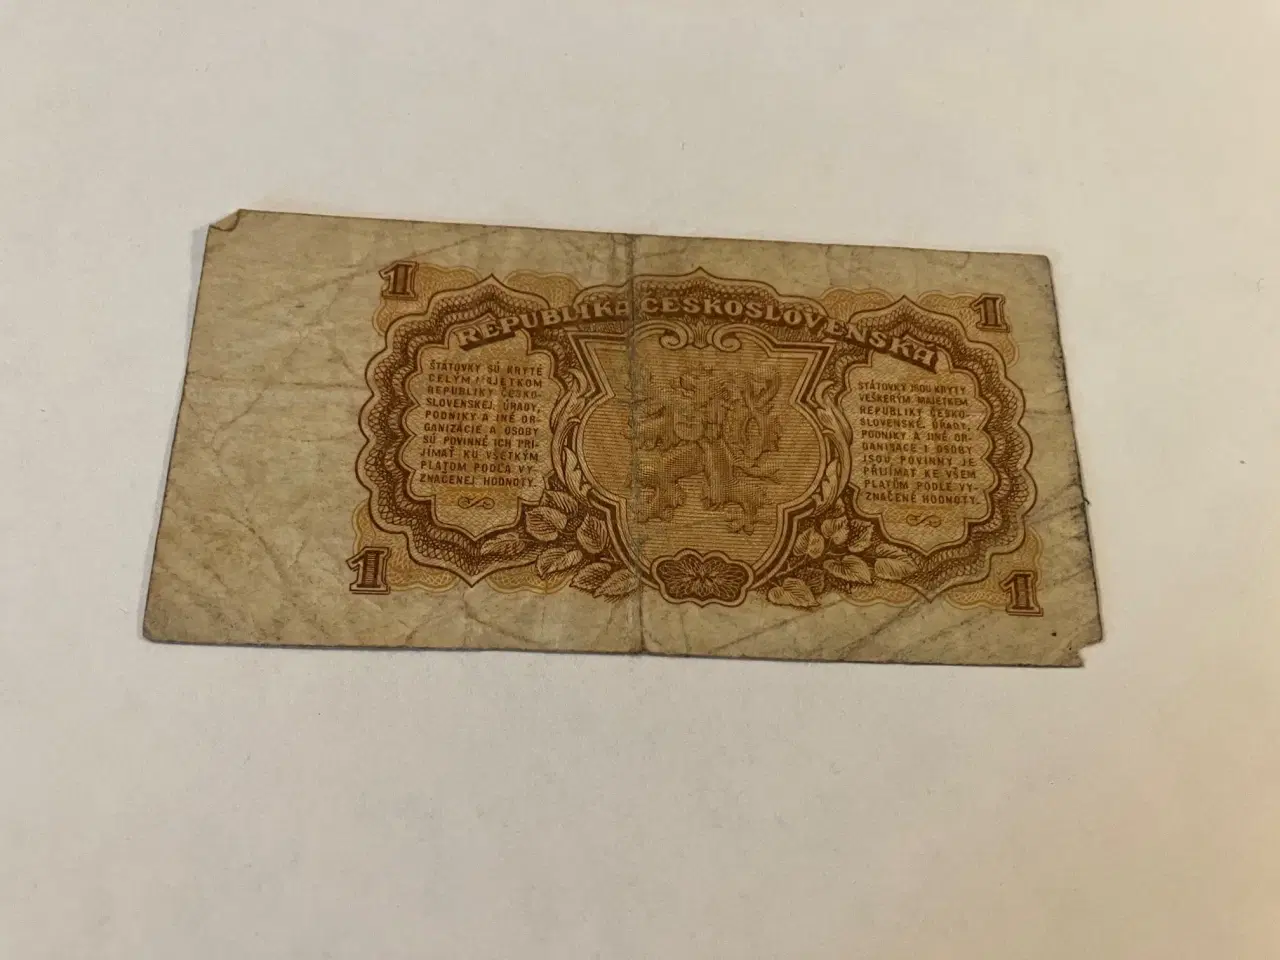 1
1
REPUBLIKA ČESKOSLOVENSKÁ
ŠTÁTOVKY SÚ KRYTÉ
CELÝM MAJETKOM
REPUBLIKY ČESKO-
SLOVENSKEJ. ÚRADY,
PODNIKY A INÉ OR-
GANIZÁCIE A OSOBY
SÚ POVINNÉ ICH PRI-
JÍMAŤ KU VŠETKÝM
PLATOM PODĽA VY-
ZNAČENEJ HODNOTY.
STÁTOVKY JSOU KRYTY
VEŠKERÝM MAJETKEM
REPUBLIKY ČESKO-
SLOVENSKÉ. ÚŘADY,
PODNIKY A JINÉ OR-
GANISACE I OSOBY
JSOU POVINNY JE
PŘIJÍMAT KE VŠEM
PLATŮM PODLE VY-
ZNAČENÉ HODNOTY.
1
1